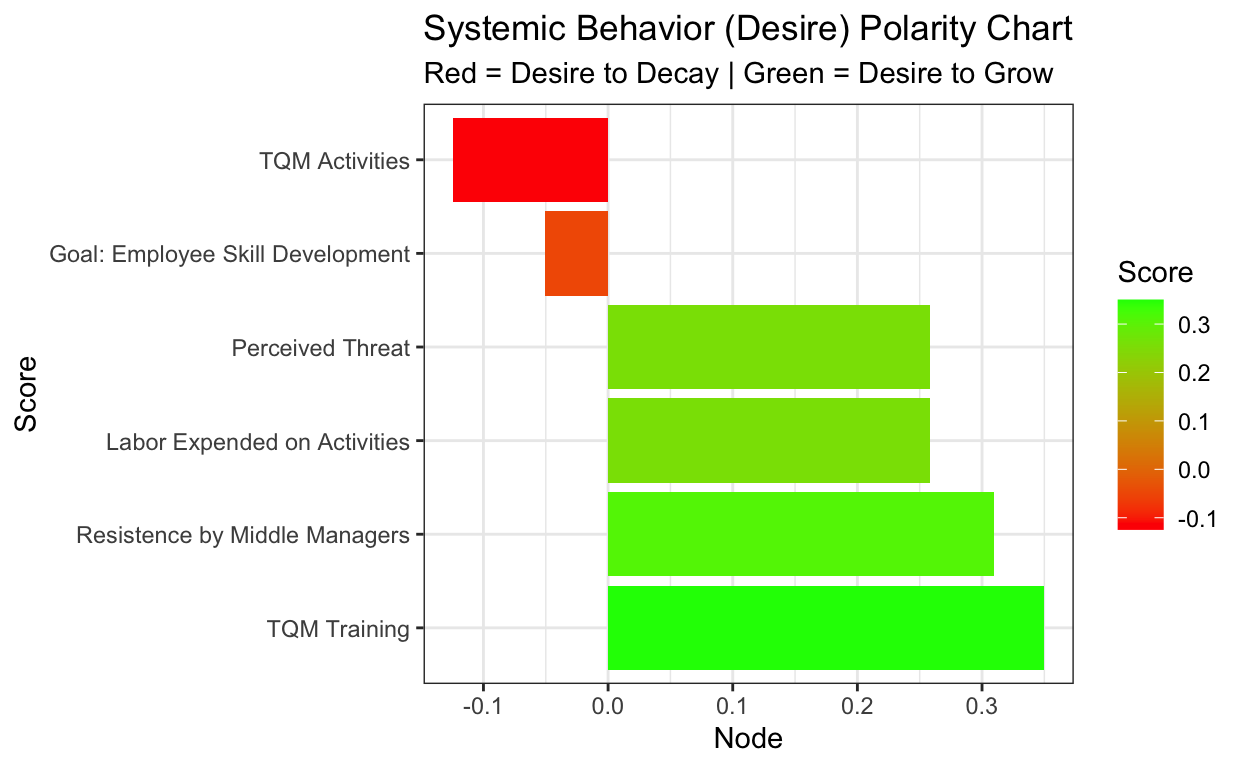 Systemic Behavior (Desire) Polarity Chart
Red = Desire to Decay | Green = Desire to Grow
TQM Activities
Goal: Employee Skill Development
Perceived Threat
Labor Expended on Activities
Resistence by Middle Managers
TQM Training
Score
-0.1
0.0
0.1
0.2
0.3
Node
Score
0.3
0.2
0.1
0.0
-0.1